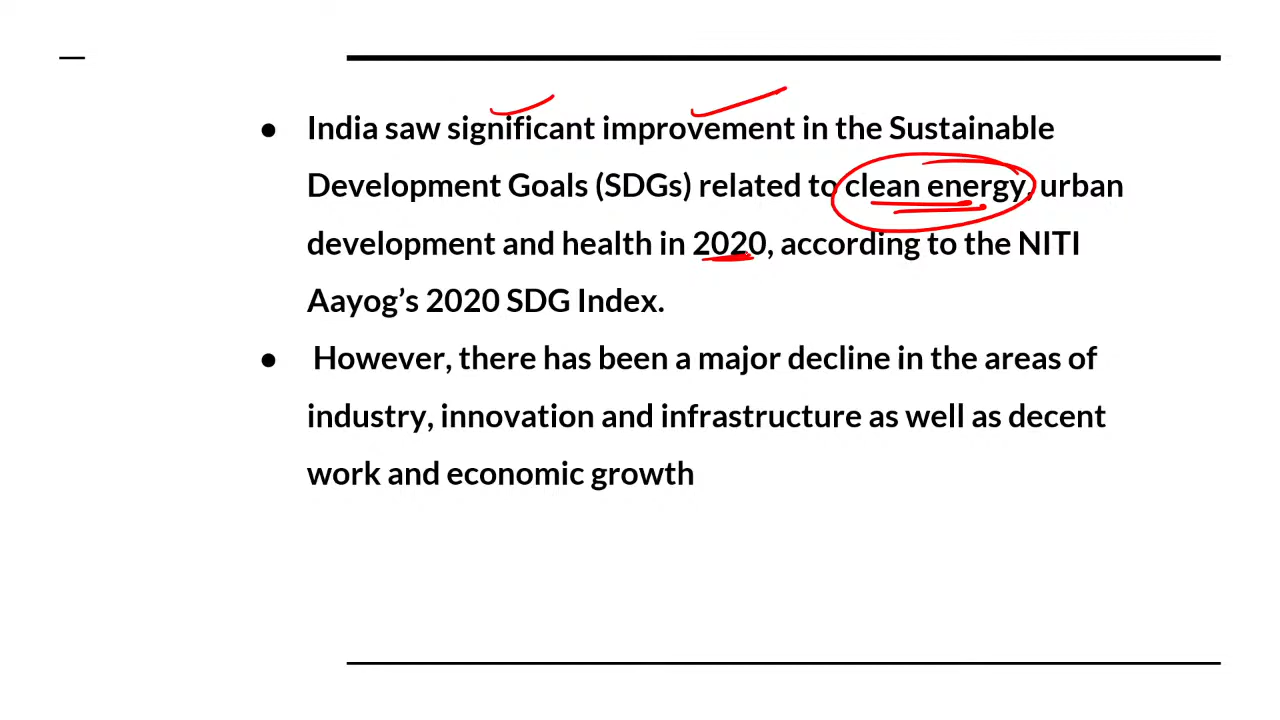 ● India saw significant improvement in the Sustainable
Development Goals (SDGs) related to clean energy, urban
development and health in 2020, according to the NITI
Aayog’s 2020 SDG Index.
● However, there has been a major decline in the areas of
industry, innovation and infrastructure as well as decent
work and economic growth